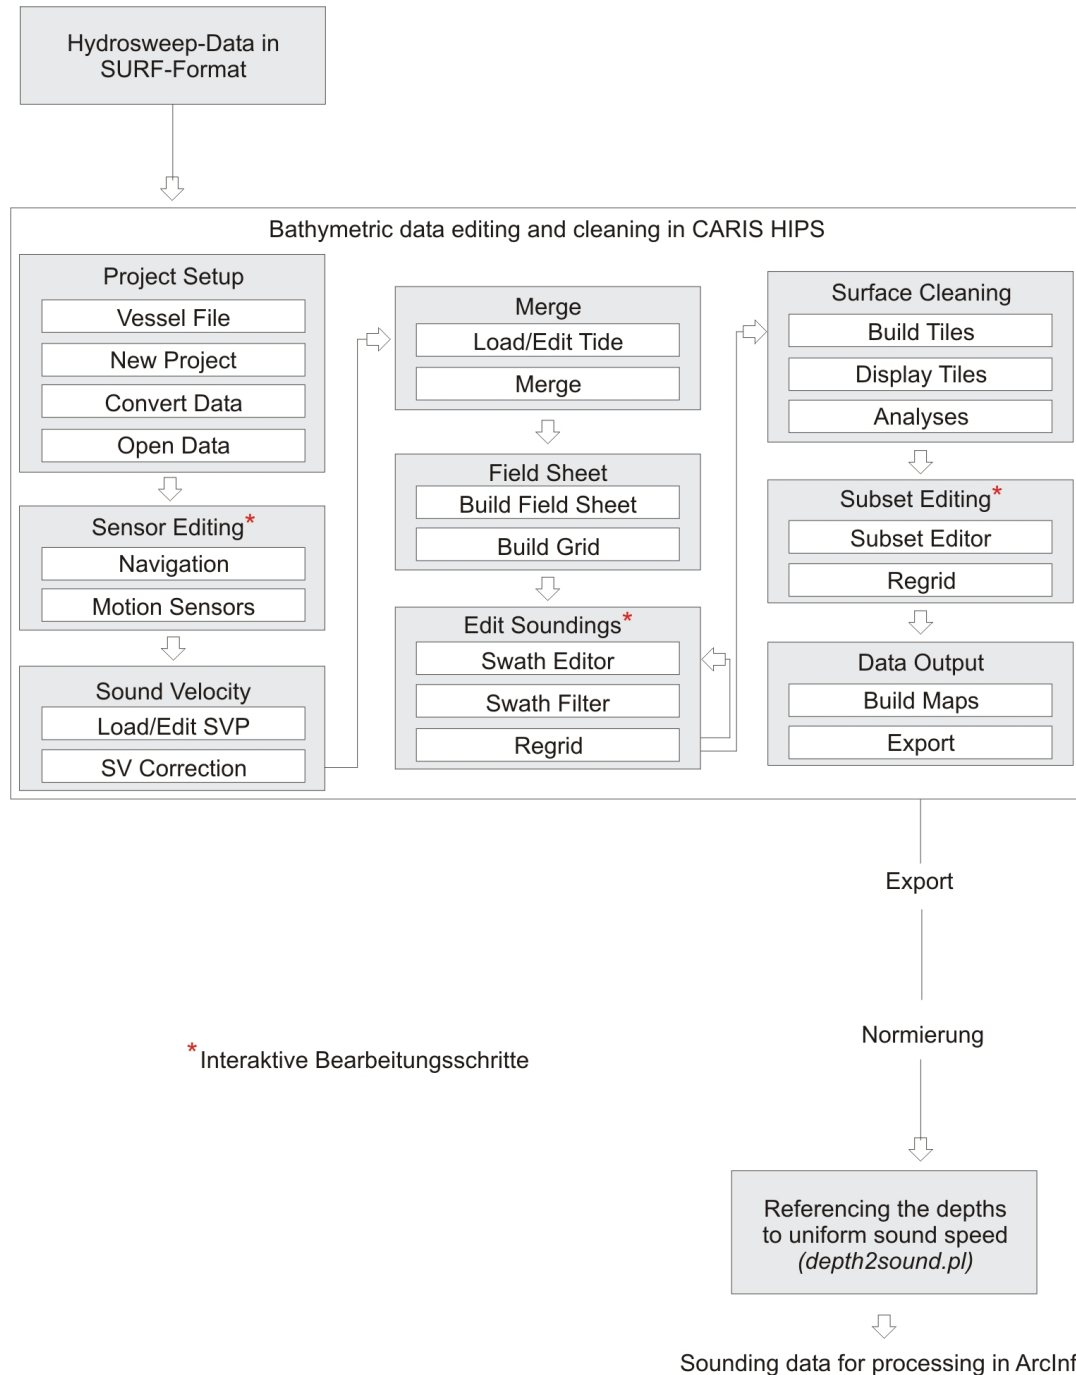 Hydrosweep-Data in
SURF-Format
Bathymetric data editing and cleaning in CARIS HIPS
Project Setup
Vessel File
New Project
Convert Data
Open Data
Sensor Editing*
Navigation
Motion Sensors
Sound Velocity
Load/Edit SVP
SV Correction
Merge
Load/Edit Tide
Merge
Field Sheet
Build Field Sheet
Build Grid
Edit Soundings*
Swath Editor
Swath Filter
Regrid
Surface Cleaning
Build Tiles
Display Tiles
Analyses
Subset Editing*
Subset Editor
Regrid
Data Output
Build Maps
Export
Export
Normierung
*Interaktive Bearbeitungsschritte
Referencing the depths
to uniform sound speed
(depth2sound.pl)
Sounding data for processing in ArcInf